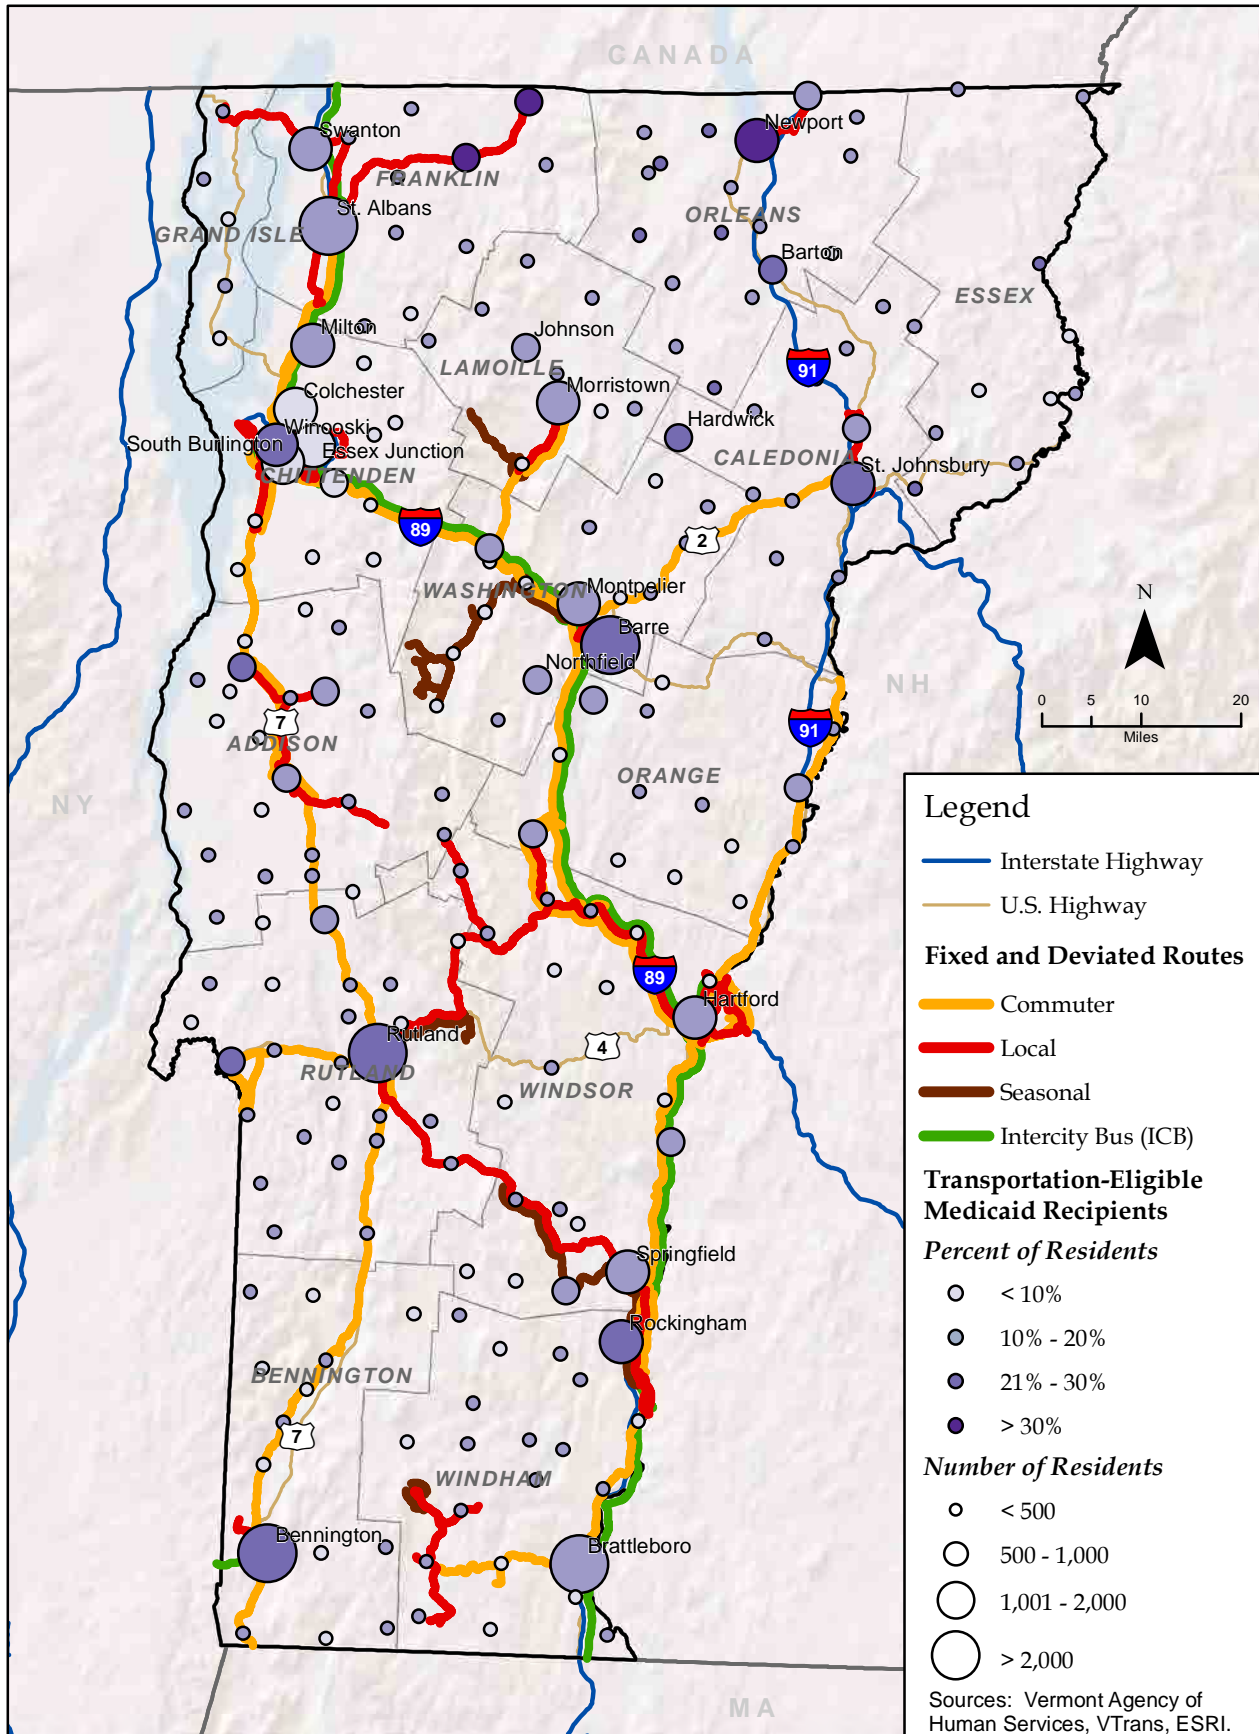 CANADA
Swanton
Newport
FRANKLIN
St. Albans
ORLEANS
GRAND ISLE
Barton
ESSEX
Milton
Johnson
LAMOILLE
91
Morristown
Colchester
Hardwick
Winooski
South Burlington
Essex Junction
CALEDONIA
St. Johnsbury
CHITTENDEN
89
2
WASHINGTON
Montpelier
Barre
Northfield
N
NH
0 5 10 20
Miles
7
91
ADDISON
ORANGE
NY
89
Hartford
Rutland
4
RUTLAND
WINDSOR
Springfield
Rockingham
BENNINGTON
7
WINDHAM
Bennington
Brattleboro
MA
Legend
Interstate Highway
U.S. Highway
Fixed and Deviated Routes
Commuter
Local
Seasonal
Intercity Bus (ICB)
Transportation-Eligible
Medicaid Recipients
Percent of Residents
< 10%
10% - 20%
21% - 30%
> 30%
Number of Residents
< 500
500 - 1,000
1,001 - 2,000
> 2,000
Sources:  Vermont Agency of
Human Services, VTrans, ESRI.